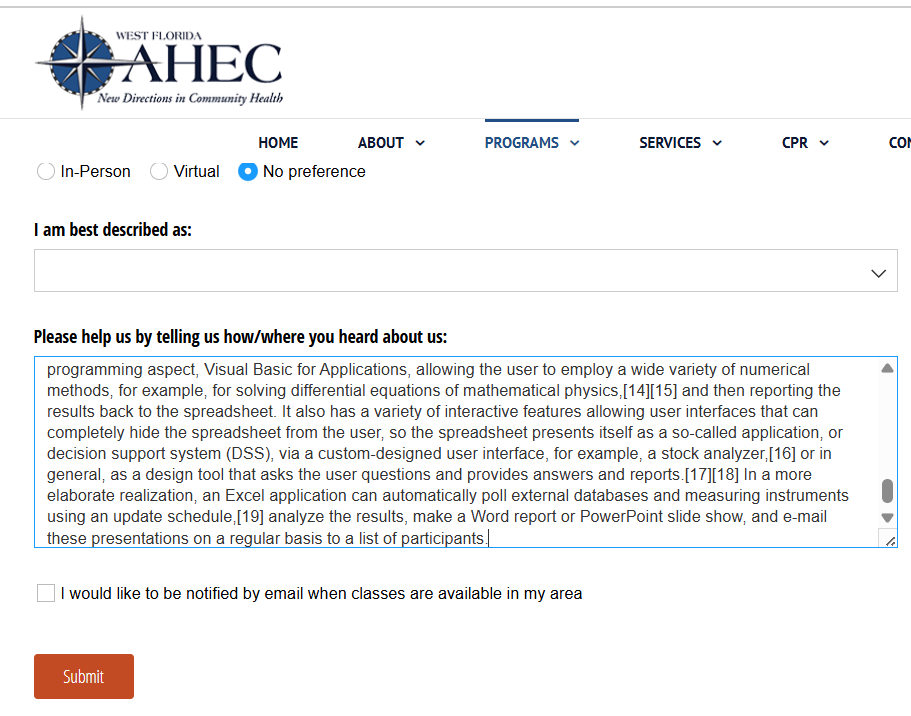 WEST FLORIDA
AHEC
New Directions in Community Health
HOME ABOUT PROGRAMS SERVICES CPR CON
In-Person Virtual No preference
I am best described as:
Please help us by telling us how/where you heard about us:
programming aspect, Visual Basic for Applications, allowing the user to employ a wide variety of numerical
methods, for example, for solving differential equations of mathematical physics,[14][15] and then reporting the
results back to the spreadsheet. It also has a variety of interactive features allowing user interfaces that can
completely hide the spreadsheet from the user, so the spreadsheet presents itself as a so-called application, or
decision support system (DSS), via a custom-designed user interface, for example, a stock analyzer,[16] or in
general, as a design tool that asks the user questions and provides answers and reports.[17][18] In a more
elaborate realization, an Excel application can automatically poll external databases and measuring instruments
using an update schedule,[19] analyze the results, make a Word report or PowerPoint slide show, and e-mail
these presentations on a regular basis to a list of participants.
I would like to be notified by email when classes are available in my area
Submit